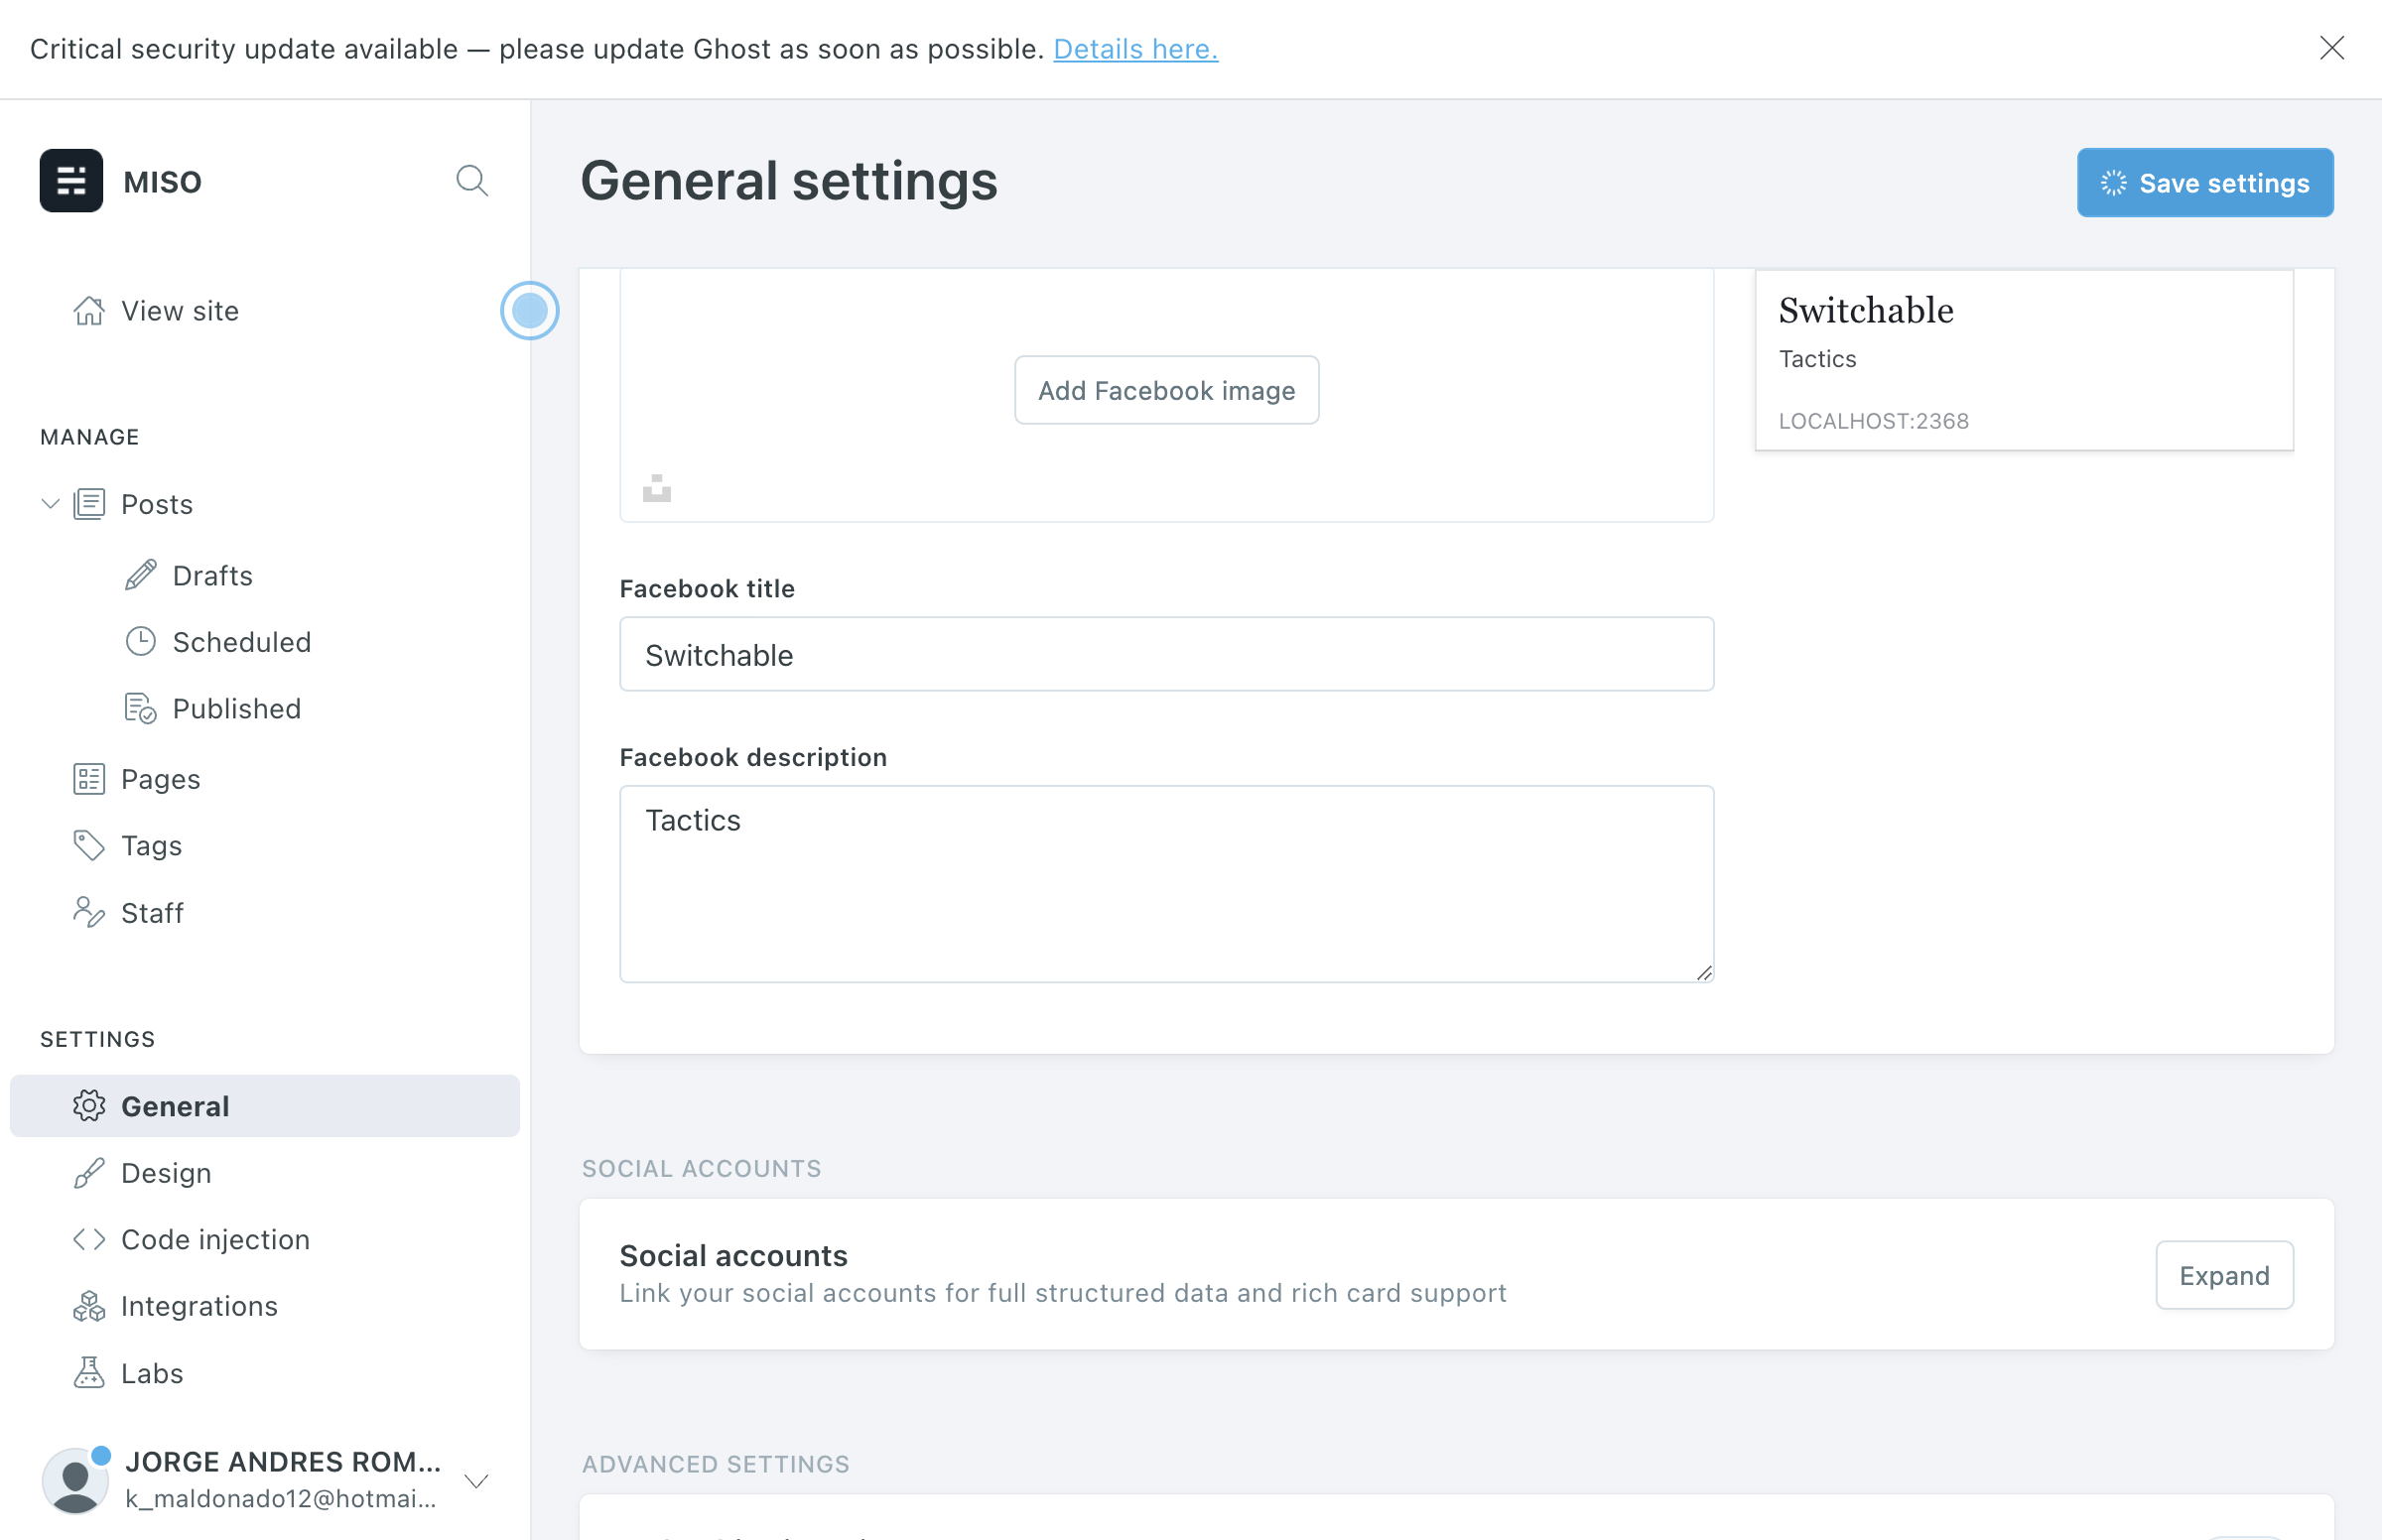 Critical security update available — please update Ghost as soon as possible. Details here.
MISO
General settings
Save settings
View site
MANAGE
Posts
Drafts
Scheduled
Published
Pages
Tags
Staff
SETTINGS
General
Design
Code injection
Integrations
Labs
JORGE ANDRES ROM...
k_maldonado12@hotmai...
Add Facebook image
Switchable
Tactics
LOCALHOST:2368
Facebook title
Switchable
Facebook description
Tactics
SOCIAL ACCOUNTS
Social accounts
Link your social accounts for full structured data and rich card support
Expand
ADVANCED SETTINGS